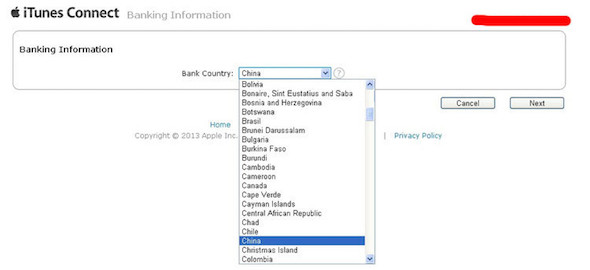 iTunes Connect Banking Information
Banking Information
Bank Country: China
Bolivia
Bonaire, Sint Eustatius and Saba
Bosnia and Herzegovina
Botswana
Brasil
Brunei Darussalam
Bulgaria
Burkina Faso
Burundi
Cambodia
Cameroon
Canada
Cape Verde
Cayman Islands
Central African Republic
Chad
Chile
China
Christmas Island
Colombia
Cancel Next
Home
Copyright © 2013 Apple Inc. | Privacy Policy